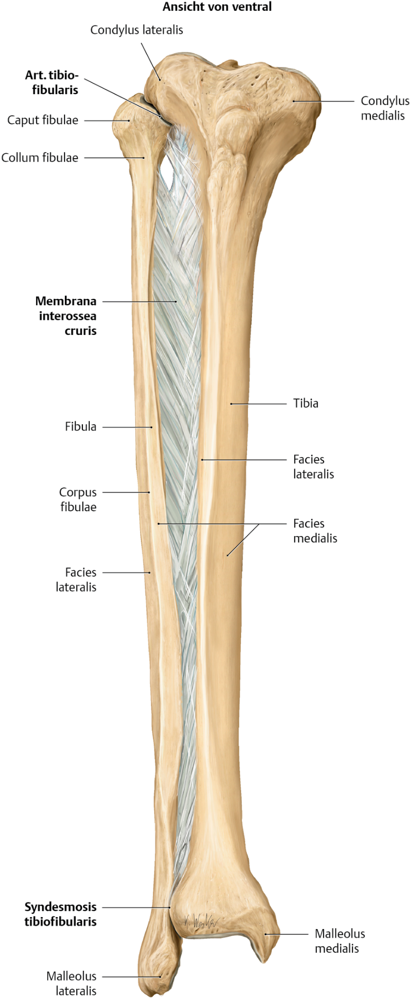 Ansicht von ventral
Condylus lateralis
Art. tibio-
fibularis
Condylus
medialis
Caput fibulae
Collum fibulae
Membrana
interossea
cruris
Tibia
Fibula
Facies
lateralis
Corpus
fibulae
Facies
medialis
Facies
lateralis
Syndesmosis
tibiofibularis
K. Wesker
Malleolus
medialis
Malleolus
lateralis